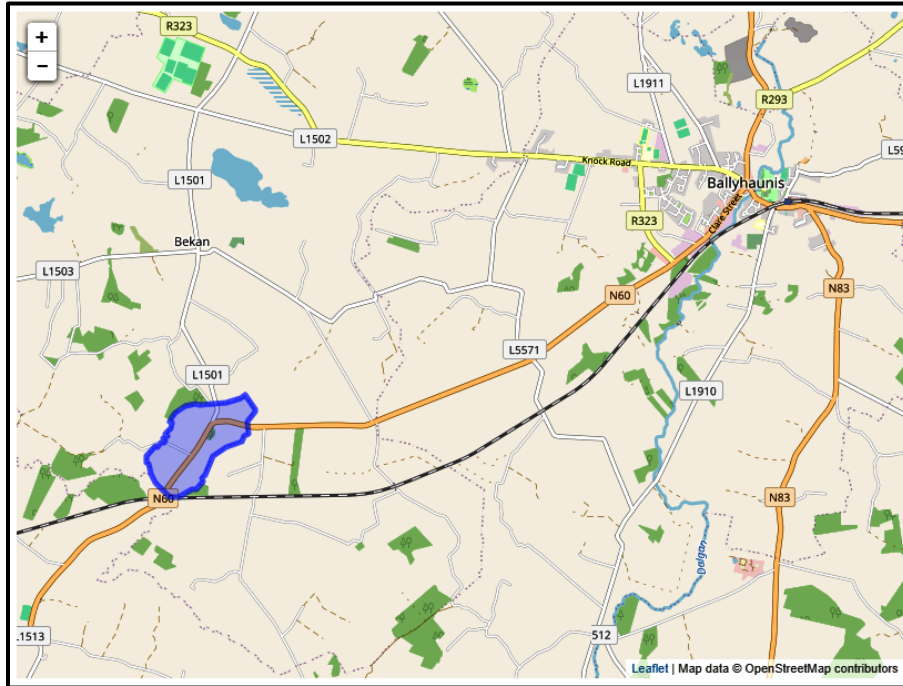 +
−
R323
L1911
R293
L1502
L59
Knock Road
L1501
Ballyhaunis
Clare Street
R323
Bekan
L1503
N60
N83
L5571
L1501
L1910
N60
N83
Dalgan
L1513
512
Leaflet | Map data © OpenStreetMap contributors